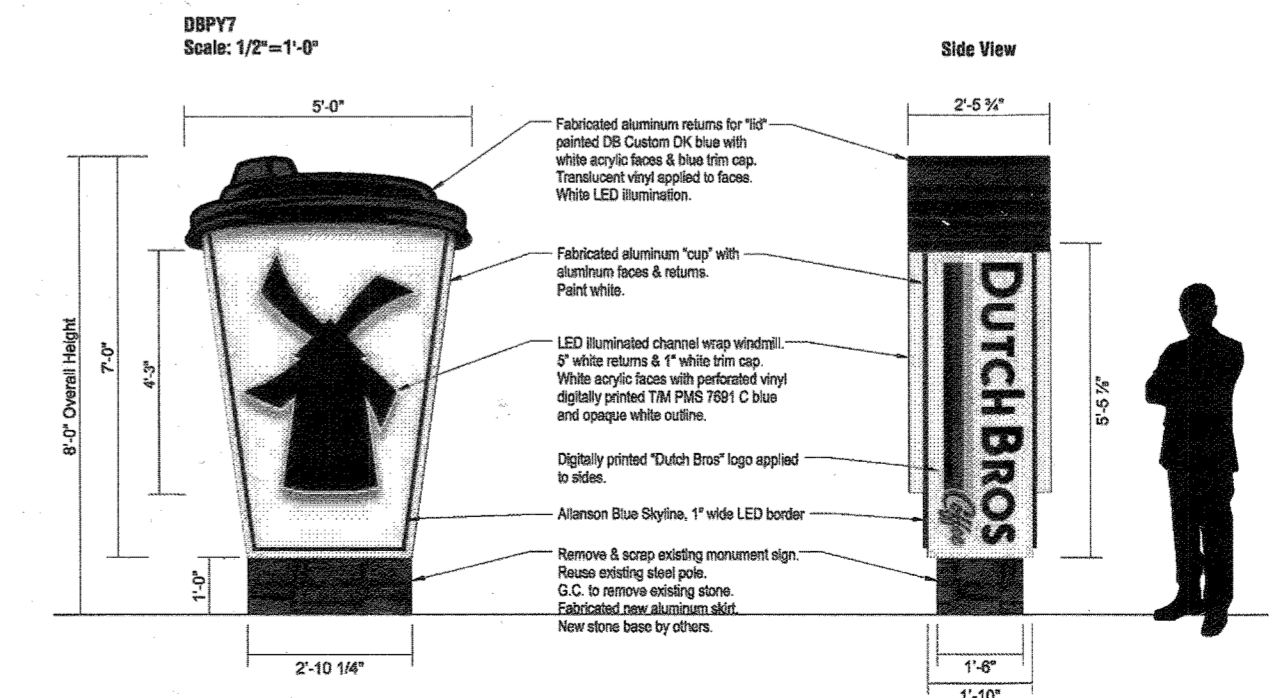 DBPY7
Scale: 1/2"=1'-0"
Side View
5'-0"
2'-5 ¾"
Fabricated aluminum returns for "lid"
painted DB Custom DK blue with
white acrylic faces & blue trim cap.
Translucent vinyl applied to faces.
White LED illumination.
Fabricated aluminum "cup" with
aluminum faces & returns.
Paint white.
LED illuminated channel wrap windmill.
5" white returns & 1" white trim cap.
White acrylic faces with perforated vinyl
digitally printed T/M PMS 7691 C blue
and opaque white outline.
Digitally printed "Dutch Bros" logo applied
to sides.
Allanson Blue Skyline, 1" wide LED border
Remove & scrap existing monument sign.
Reuse existing steel pole.
G.C. to remove existing stone.
Fabricated new aluminum skirt.
New stone base by others.
8'-0" Overall Height
7'-0"
4'-3"
1'-0"
2'-10 1/4"
DUTCH BROS
Coffee
5'-5 ⅞"
1'-6"
1'-10"